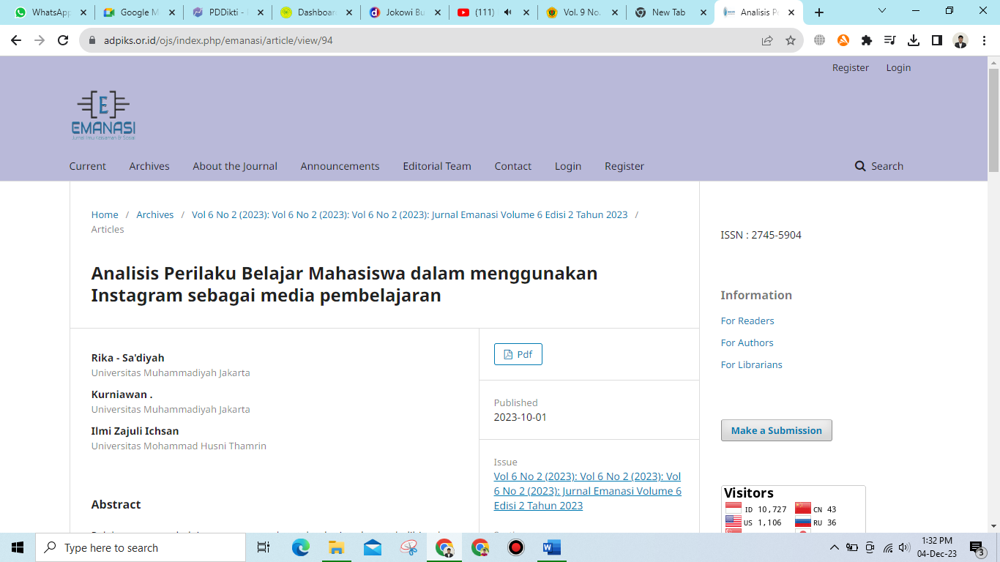 WhatsApp
Google M
PDDikti -
Dashboar
Jokowi Bu
(111)
Vol. 9 No.
New Tab
Analisis Pe
adpiks.or.id/ojs/index.php/emanasi/article/view/94
Register Login
E
EMANASI
Jurnal Ilmu Keislaman & Sosial
Current Archives About the Journal Announcements Editorial Team Contact Login Register Search
Home / Archives / Vol 6 No 2 (2023): Vol 6 No 2 (2023): Vol 6 No 2 (2023): Jurnal Emanasi Volume 6 Edisi 2 Tahun 2023 /
Articles
Analisis Perilaku Belajar Mahasiswa dalam menggunakan
Instagram sebagai media pembelajaran
Rika - Sa'diyah
Universitas Muhammadiyah Jakarta
Kurniawan .
Universitas Muhammadiyah Jakarta
Ilmi Zajuli Ichsan
Universitas Mohammad Husni Thamrin
Abstract
Pdf
Published
2023-10-01
Issue
Vol 6 No 2 (2023): Vol 6 No 2 (2023): Vol
6 No 2 (2023): Jurnal Emanasi Volume 6
Edisi 2 Tahun 2023
ISSN : 2745-5904
Information
For Readers
For Authors
For Librarians
Make a Submission
Visitors
ID 10,727 CN 43
US 1,106 RU 36
Type here to search
1:32 PM
04-Dec-23
3